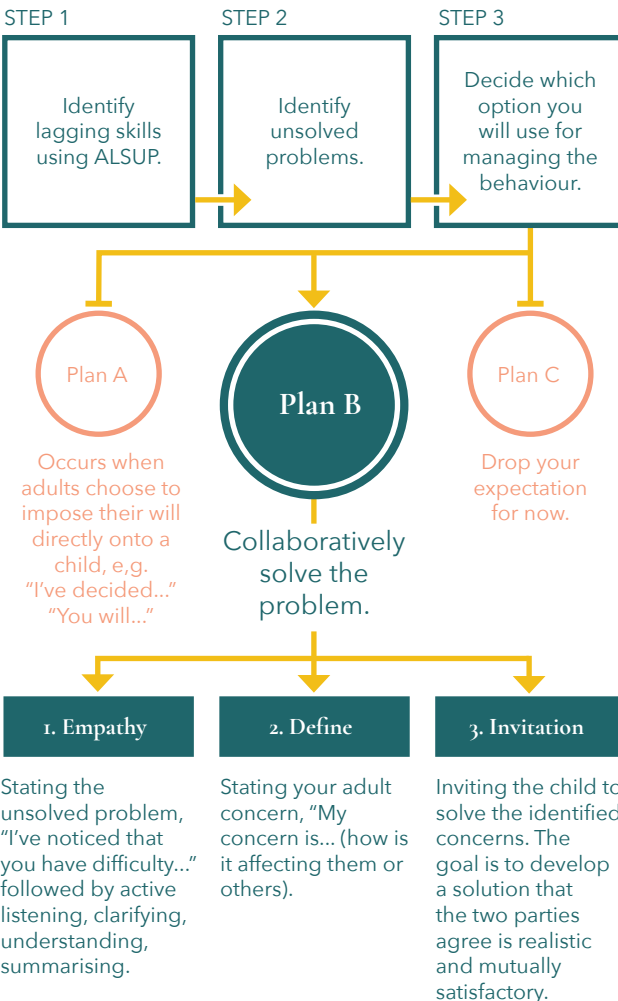 STEP 1
Identify
lagging skills
using ALSUP.
STEP 2
Identify
unsolved
problems.
STEP 3
Decide which
option you
will use for
managing the
behaviour.
Plan A
Occurs when
adults choose to
impose their will
directly onto a
child, e,g.
“I’ve decided...”
“You will...”
Plan B
Collaboratively
solve the
problem.
Plan C
Drop your
expectation
for now.
1. Empathy
Stating the
unsolved problem,
“I’ve noticed that
you have difficulty...”
followed by active
listening, clarifying,
understanding,
summarising.
2. Define
Stating your adult
concern, “My
concern is... (how is
it affecting them or
others).
3. Invitation
Inviting the child to
solve the identified
concerns. The
goal is to develop
a solution that
the two parties
agree is realistic
and mutually
satisfactory.